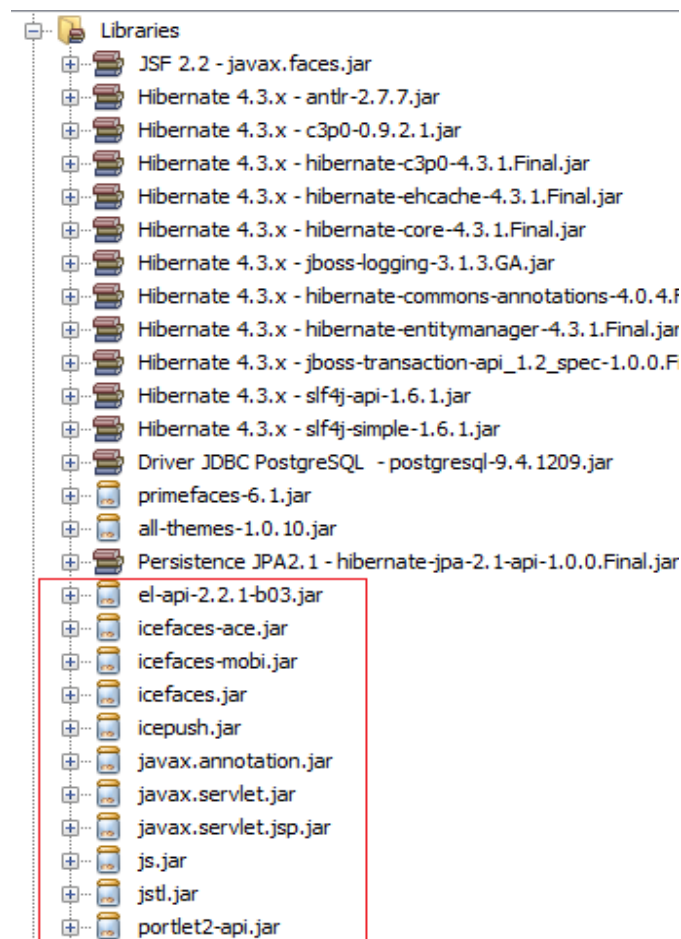 Libraries
JSF 2.2 - javax.faces.jar
Hibernate 4.3.x - antlr-2.7.7.jar
Hibernate 4.3.x - c3p0-0.9.2.1.jar
Hibernate 4.3.x - hibernate-c3p0-4.3.1.Final.jar
Hibernate 4.3.x - hibernate-ehcache-4.3.1.Final.jar
Hibernate 4.3.x - hibernate-core-4.3.1.Final.jar
Hibernate 4.3.x - jboss-logging-3.1.3.GA.jar
Hibernate 4.3.x - hibernate-commons-annotations-4.0.4.F
Hibernate 4.3.x - hibernate-entitymanager-4.3.1.Final.jar
Hibernate 4.3.x - jboss-transaction-api_1.2_spec-1.0.0.Fi
Hibernate 4.3.x - slf4j-api-1.6.1.jar
Hibernate 4.3.x - slf4j-simple-1.6.1.jar
Driver JDBC PostgreSQL - postgresql-9.4.1209.jar
primefaces-6.1.jar
all-themes-1.0.10.jar
Persistence JPA2.1 - hibernate-jpa-2.1-api-1.0.0.Final.jar
el-api-2.2.1-b03.jar
icefaces-ace.jar
icefaces-mobi.jar
icefaces.jar
icepush.jar
javax.annotation.jar
javax.servlet.jar
javax.servlet.jsp.jar
js.jar
jstl.jar
portlet2-api.jar